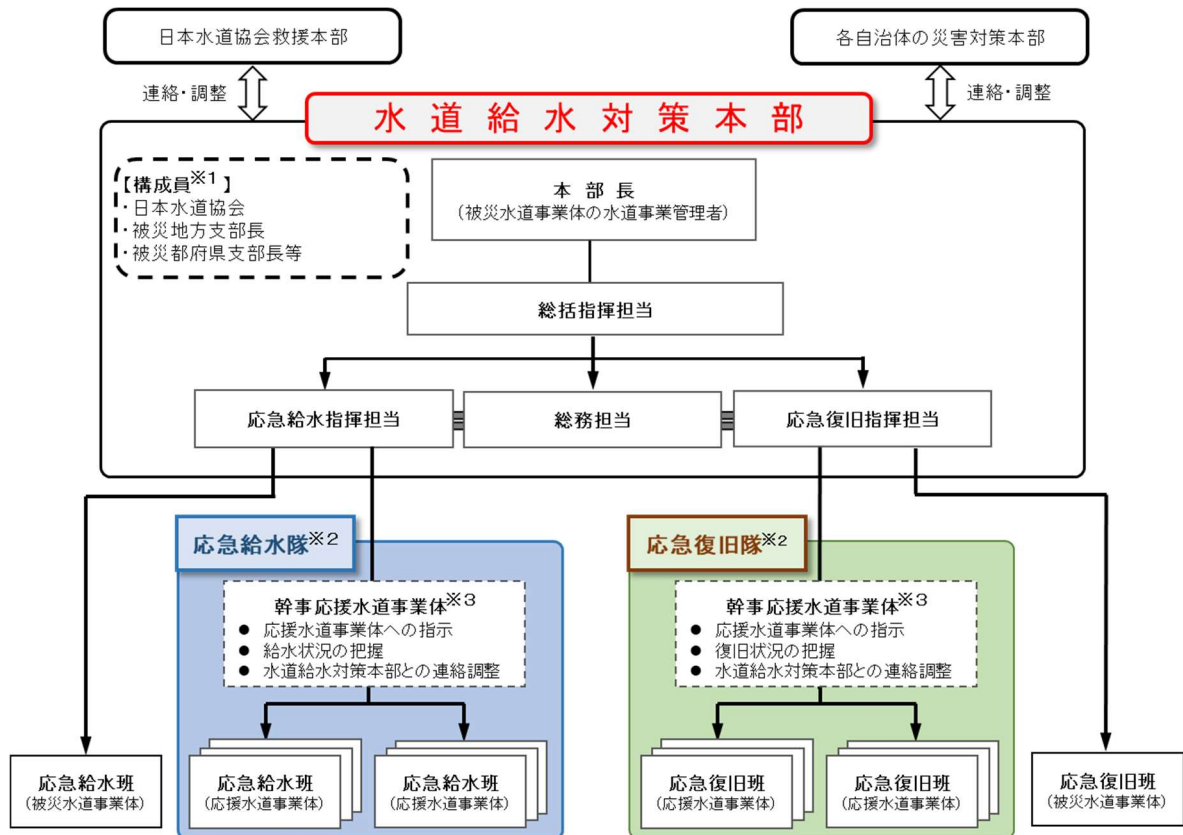 日本水道協会救援本部
各自治体の災害対策本部
連絡・調整
連絡・調整
水道給水対策本部
【構成員※1】
・日本水道協会
・被災地方支部長
・被災都府県支部長等
本部長
(被災水道事業体の水道事業管理者)
総括指揮担当
応急給水指揮担当
総務担当
応急復旧指揮担当
応急給水隊※2
応急復旧隊※2
幹事応援水道事業体※3
● 応援水道事業体への指示
● 給水状況の把握
● 水道給水対策本部との連絡調整
幹事応援水道事業体※3
● 応援水道事業体への指示
● 復旧状況の把握
● 水道給水対策本部との連絡調整
応急給水班
(被災水道事業体)
応急給水班
(応援水道事業体)
応急給水班
(応援水道事業体)
応急復旧班
(応援水道事業体)
応急復旧班
(応援水道事業体)
応急復旧班
(被災水道事業体)